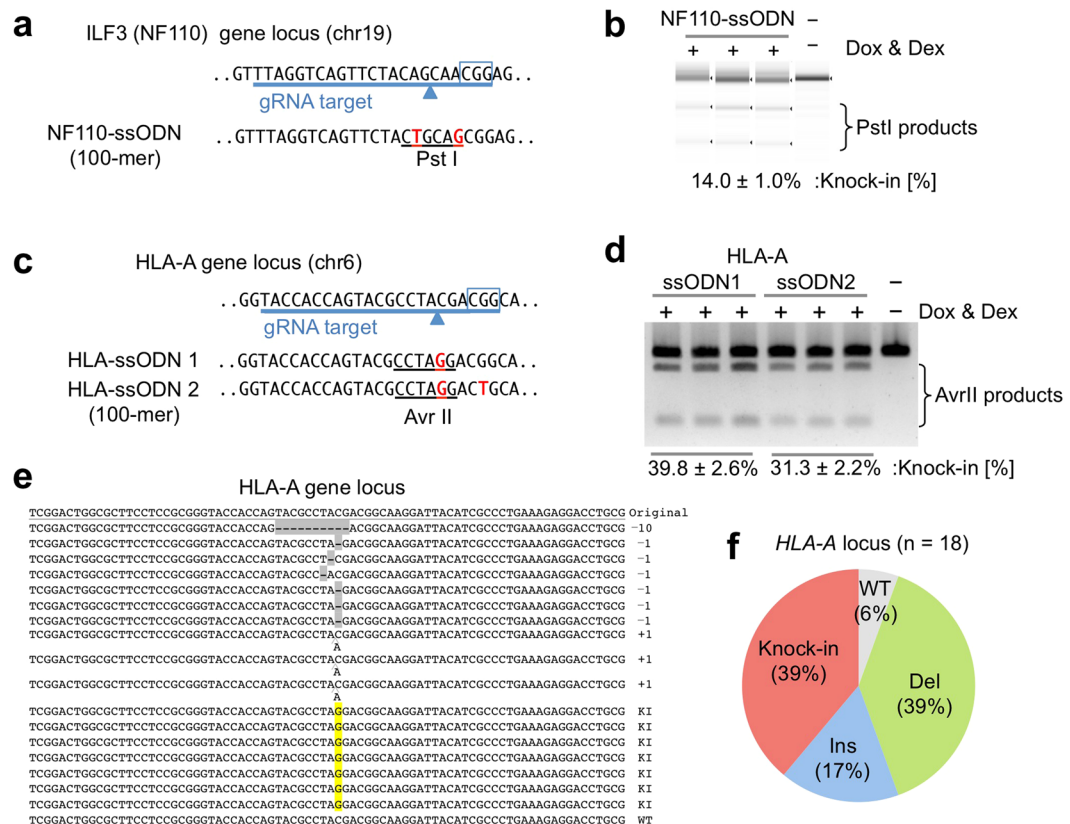 a
ILF3 (NF110) gene locus (chr19)
..GTTTAGGTCAGTTCTACAGCAACGGAG..
gRNA target
NF110-ssODN ..GTTTAGGTCAGTTCTACTGCAGCGGAG..
(100-mer) Pst I
b
NF110-ssODN –
+ + + – Dox & Dex
PstI products
14.0 ± 1.0% :Knock-in [%]
c
HLA-A gene locus (chr6)
..GGTACCACCAGTACGCCTACGACGGCA..
gRNA target
HLA-ssODN 1 ..GGTACCACCAGTACGCCTAGGACGGCA..
HLA-ssODN 2 ..GGTACCACCAGTACGCCTAGGACTGCA..
(100-mer) Avr II
d
HLA-A
ssODN1 ssODN2 –
+ + + + + + – Dox & Dex
AvrII products
39.8 ± 2.6% 31.3 ± 2.2% :Knock-in [%]
e
HLA-A gene locus
TCGGACTGGCGCTTCCTCCGCGGGTACCACCAGTACGCCTACGACGGCAAGGATTACATCGCCCTGAAAGAGGACCTGCG Original
TCGGACTGGCGCTTCCTCCGCGGGTACCACCAG----------ACGGCAAGGATTACATCGCCCTGAAAGAGGACCTGCG −10
TCGGACTGGCGCTTCCTCCGCGGGTACCACCAGTACGCCTA-GACGGCAAGGATTACATCGCCCTGAAAGAGGACCTGCG −1
TCGGACTGGCGCTTCCTCCGCGGGTACCACCAGTACGCCT-CGACGGCAAGGATTACATCGCCCTGAAAGAGGACCTGCG −1
TCGGACTGGCGCTTCCTCCGCGGGTACCACCAGTACGCC-ACGACGGCAAGGATTACATCGCCCTGAAAGAGGACCTGCG −1
TCGGACTGGCGCTTCCTCCGCGGGTACCACCAGTACGCCTA-GACGGCAAGGATTACATCGCCCTGAAAGAGGACCTGCG −1
TCGGACTGGCGCTTCCTCCGCGGGTACCACCAGTACGCCTA-GACGGCAAGGATTACATCGCCCTGAAAGAGGACCTGCG −1
TCGGACTGGCGCTTCCTCCGCGGGTACCACCAGTACGCCTA-GACGGCAAGGATTACATCGCCCTGAAAGAGGACCTGCG −1
TCGGACTGGCGCTTCCTCCGCGGGTACCACCAGTACGCCTACGACGGCAAGGATTACATCGCCCTGAAAGAGGACCTGCG +1
A
TCGGACTGGCGCTTCCTCCGCGGGTACCACCAGTACGCCTACGACGGCAAGGATTACATCGCCCTGAAAGAGGACCTGCG +1
A
TCGGACTGGCGCTTCCTCCGCGGGTACCACCAGTACGCCTACGACGGCAAGGATTACATCGCCCTGAAAGAGGACCTGCG +1
A
TCGGACTGGCGCTTCCTCCGCGGGTACCACCAGTACGCCTAGGACGGCAAGGATTACATCGCCCTGAAAGAGGACCTGCG KI
TCGGACTGGCGCTTCCTCCGCGGGTACCACCAGTACGCCTAGGACGGCAAGGATTACATCGCCCTGAAAGAGGACCTGCG KI
TCGGACTGGCGCTTCCTCCGCGGGTACCACCAGTACGCCTAGGACGGCAAGGATTACATCGCCCTGAAAGAGGACCTGCG KI
TCGGACTGGCGCTTCCTCCGCGGGTACCACCAGTACGCCTAGGACGGCAAGGATTACATCGCCCTGAAAGAGGACCTGCG KI
TCGGACTGGCGCTTCCTCCGCGGGTACCACCAGTACGCCTAGGACGGCAAGGATTACATCGCCCTGAAAGAGGACCTGCG KI
TCGGACTGGCGCTTCCTCCGCGGGTACCACCAGTACGCCTAGGACGGCAAGGATTACATCGCCCTGAAAGAGGACCTGCG KI
TCGGACTGGCGCTTCCTCCGCGGGTACCACCAGTACGCCTAGGACGGCAAGGATTACATCGCCCTGAAAGAGGACCTGCG KI
TCGGACTGGCGCTTCCTCCGCGGGTACCACCAGTACGCCTACGACGGCAAGGATTACATCGCCCTGAAAGAGGACCTGCG WT
f
HLA-A locus (n = 18)
WT
(6%)
Knock-in
(39%)
Del
(39%)
Ins
(17%)